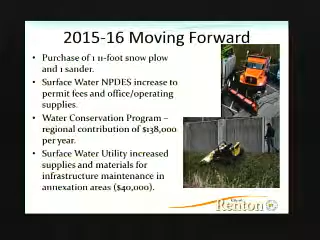 2015-16 Moving Forward
• Purchase of 1 11-foot snow plow
and 1 sander.
• Surface Water NPDES increase to
permit fees and office/operating
supplies.
• Water Conservation Program –
regional contribution of $138,000
per year.
• Surface Water Utility increased
supplies and materials for
infrastructure maintenance in
annexation areas ($40,000).
Renton